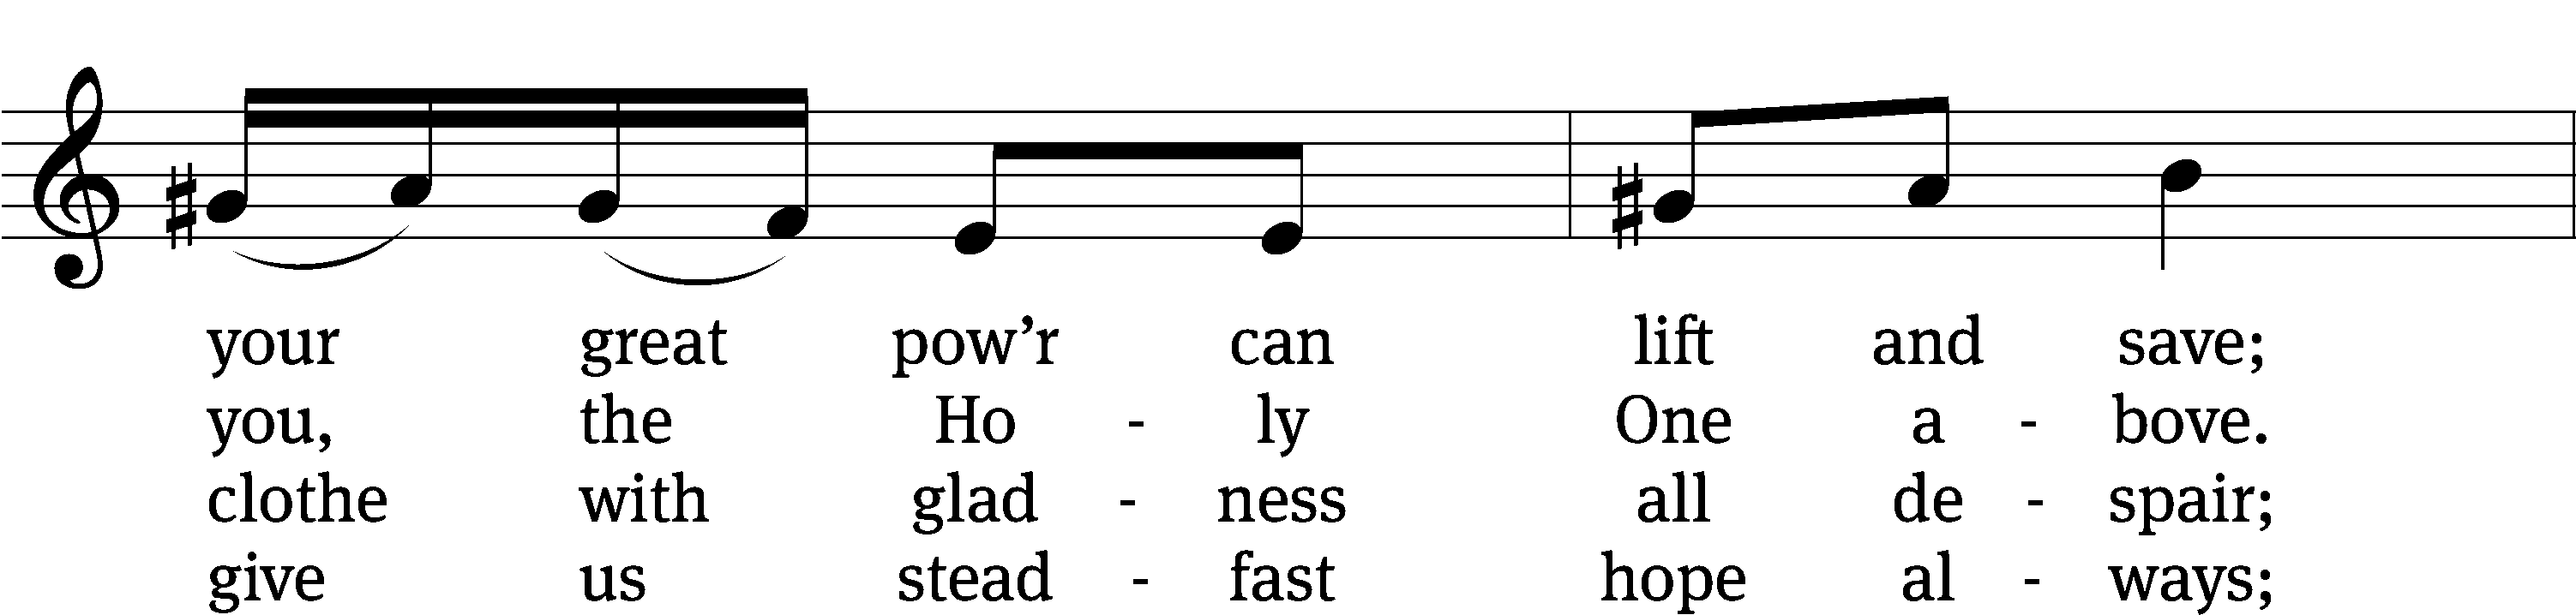 your great pow’r can lift and save;
you, the Ho - ly One a - bove.
clothe with glad - ness all de - spair;
give us stead - fast hope al - ways;